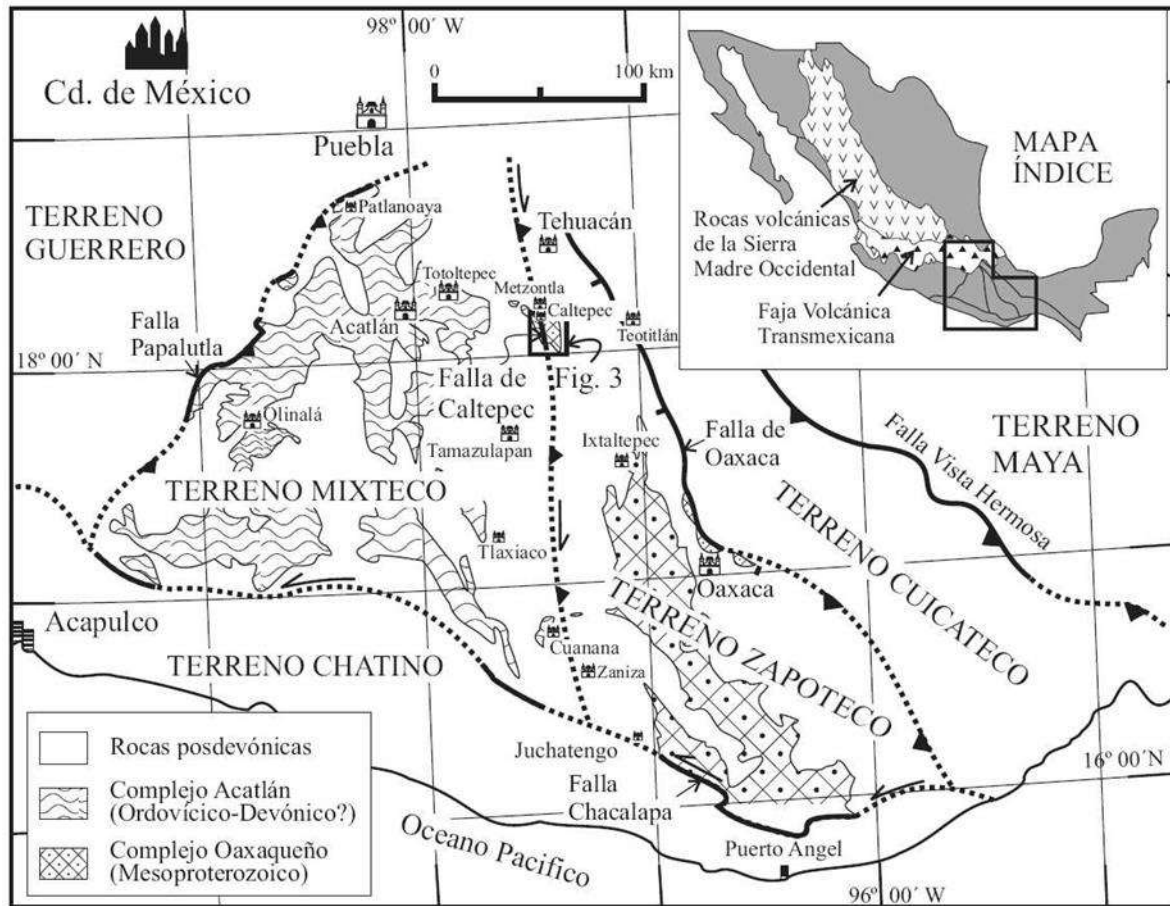 98º 00´ W
Cd. de México
0
100 km
Puebla
MAPA
ÍNDICE
Rocas volcánicas
de la Sierra
Madre Occidental
Faja Volcánica
Transmexicana
TERRENO
GUERRERO
Patlanoaya
Tehuacán
Totoltepec
Metzontla
Caltepec
Acatlán
Teotitlán
Falla
Papalutla
18º 00´ N
Falla de
Caltepec
Fig. 3
Olinalá
Tamazulapan
Ixtaltepec
Falla de
Oaxaca
TERRENO
MAYA
Falla Vista Hermosa
TERRENO MIXTECO
TERRENO CUICATECO
Tlaxiaco
Oaxaca
TERRENO ZAPOTECO
Acapulco
TERRENO CHATINO
Cuanana
Zaniza
Juchatengo
Falla
Chacalapa
16º 00´N
Rocas posdevónicas
Complejo Acatlán
(Ordovícico-Devónico?)
Complejo Oaxaqueño
(Mesoproterozoico)
Oceano Pacifico
Puerto Angel
96º 00´ W